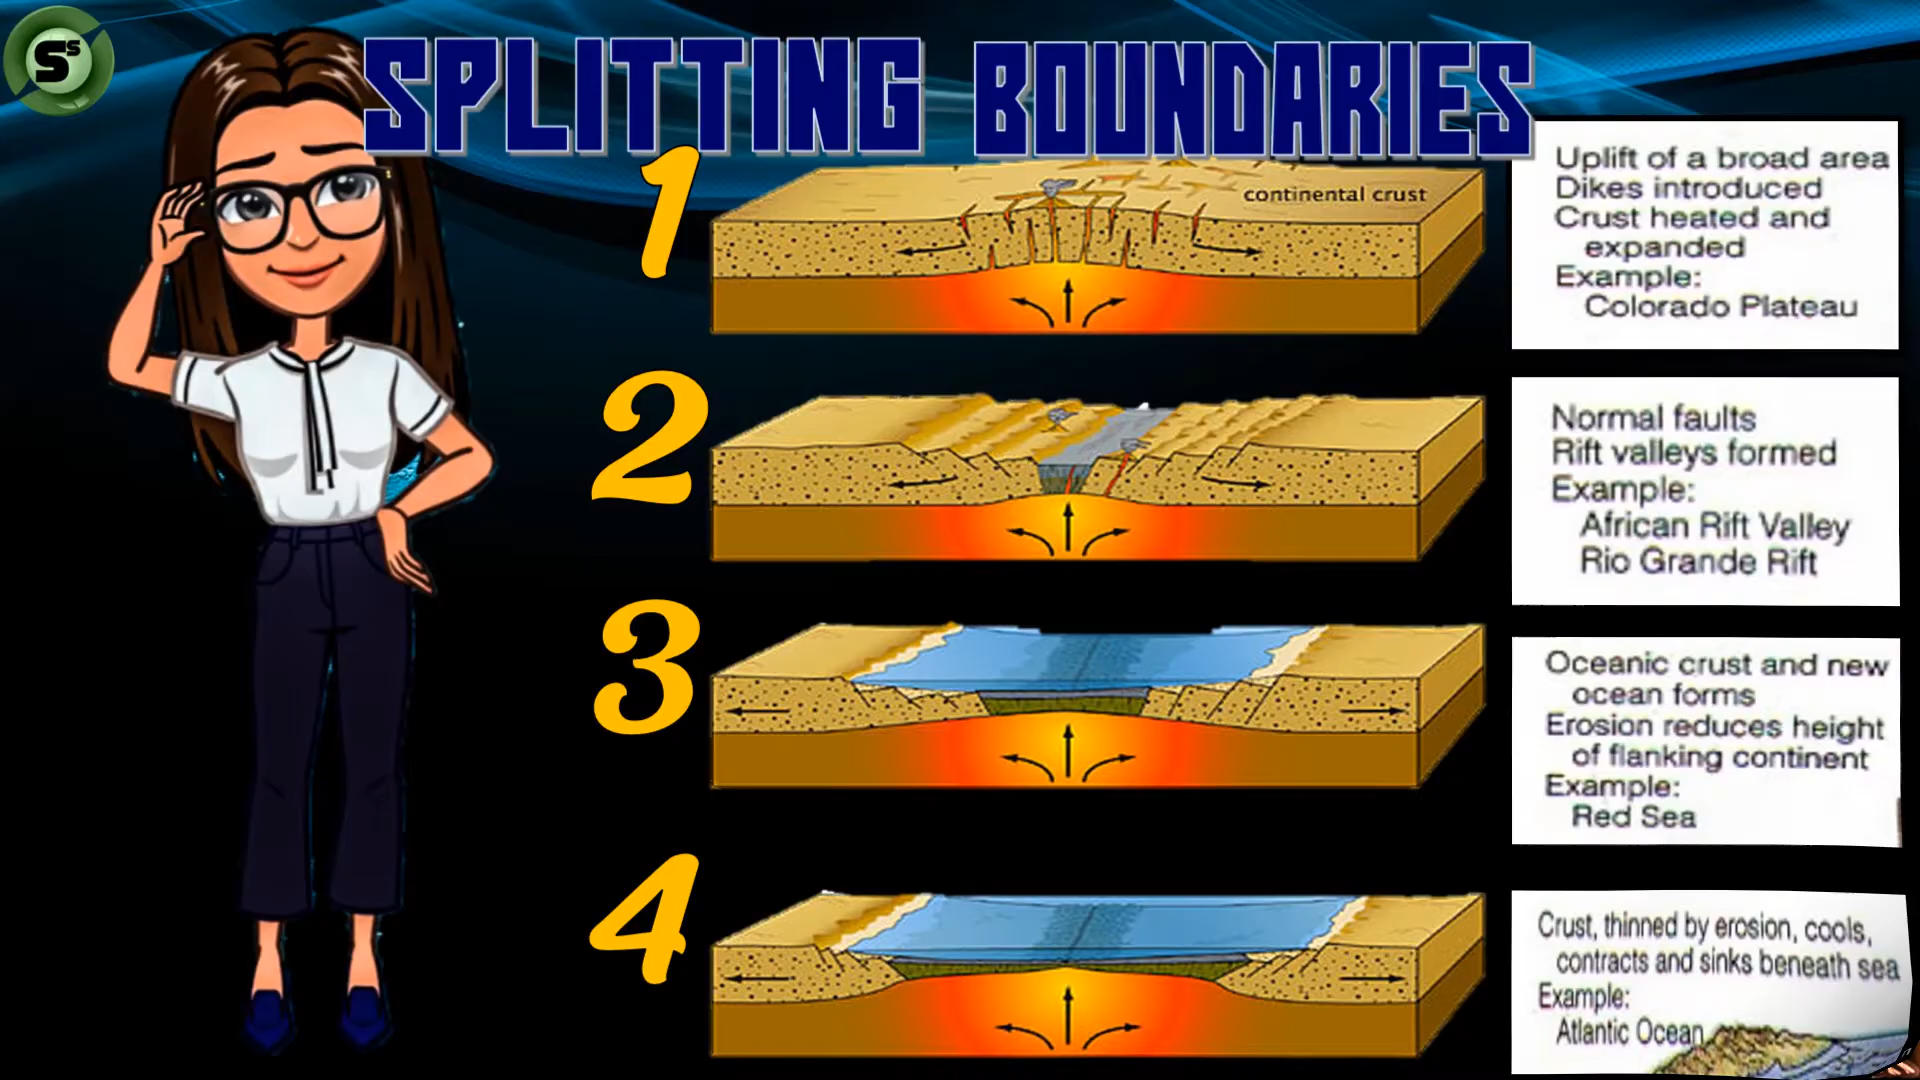 Ss
SPLITTING BOUNDARIES
1
continental crust
Uplift of a broad area
Dikes introduced
Crust heated and
expanded
Example:
Colorado Plateau
2
Normal faults
Rift valleys formed
Example:
African Rift Valley
Rio Grande Rift
3
Oceanic crust and new
ocean forms
Erosion reduces height
of flanking continent
Example:
Red Sea
4
Crust, thinned by erosion, cools,
contracts and sinks beneath sea
Example:
Atlantic Ocean